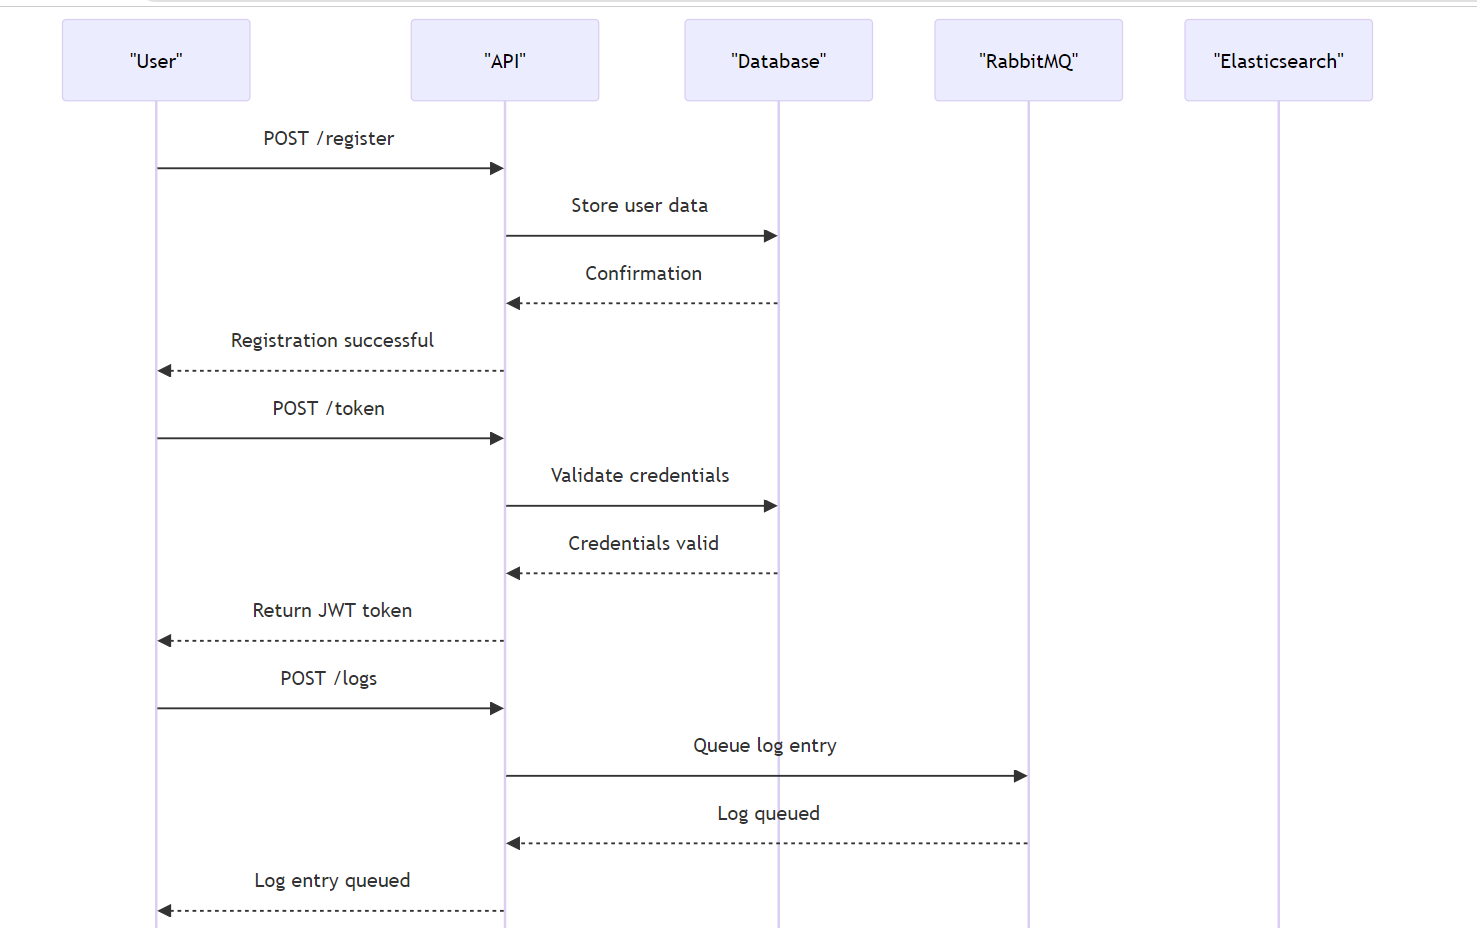 "User"
"API"
"Database"
"RabbitMQ"
"Elasticsearch"
POST /register
Store user data
Confirmation
Registration successful
POST /token
Validate credentials
Credentials valid
Return JWT token
POST /logs
Queue log entry
Log queued
Log entry queued